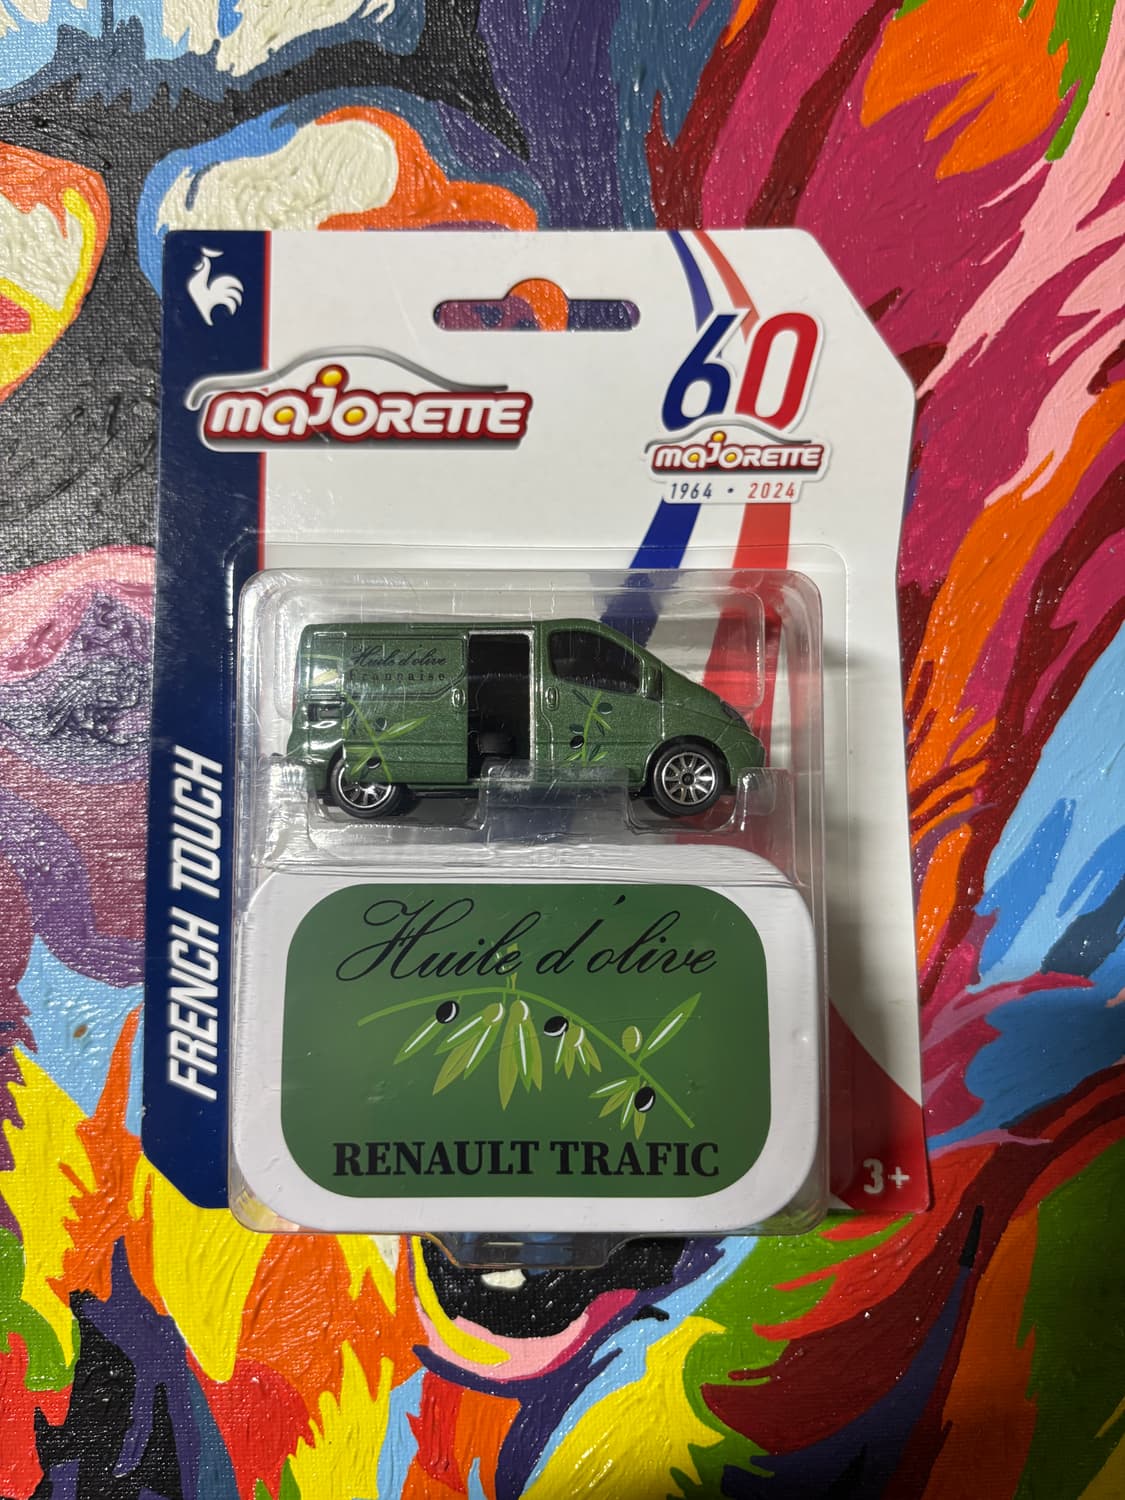 60
MAJORETTE
MAJORETTE
1964 • 2024
Huile d'olive
Française
FRENCH TOUCH
Huile d'olive
RENAULT TRAFIC
3+